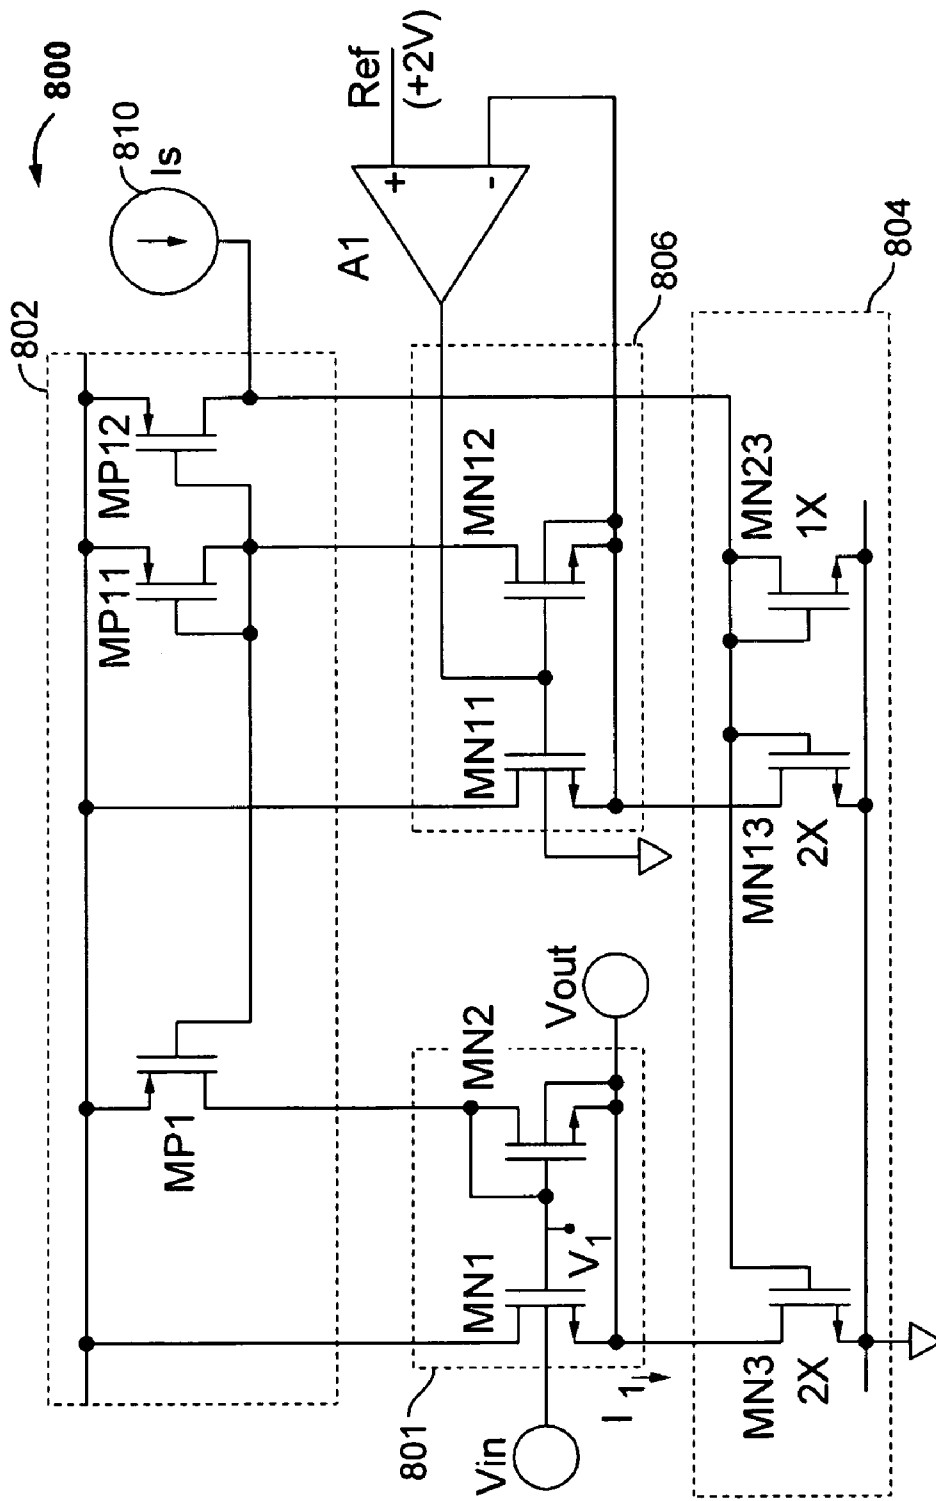 800
810
Is
Ref
(+2V)
802
A1
806
804
MP12
MP11
MP1
MN12
MN11
MN23
1X
MN13
2X
Vout
MN2
MN1
V1
801
I1
Vin
MN3
2X
+
-